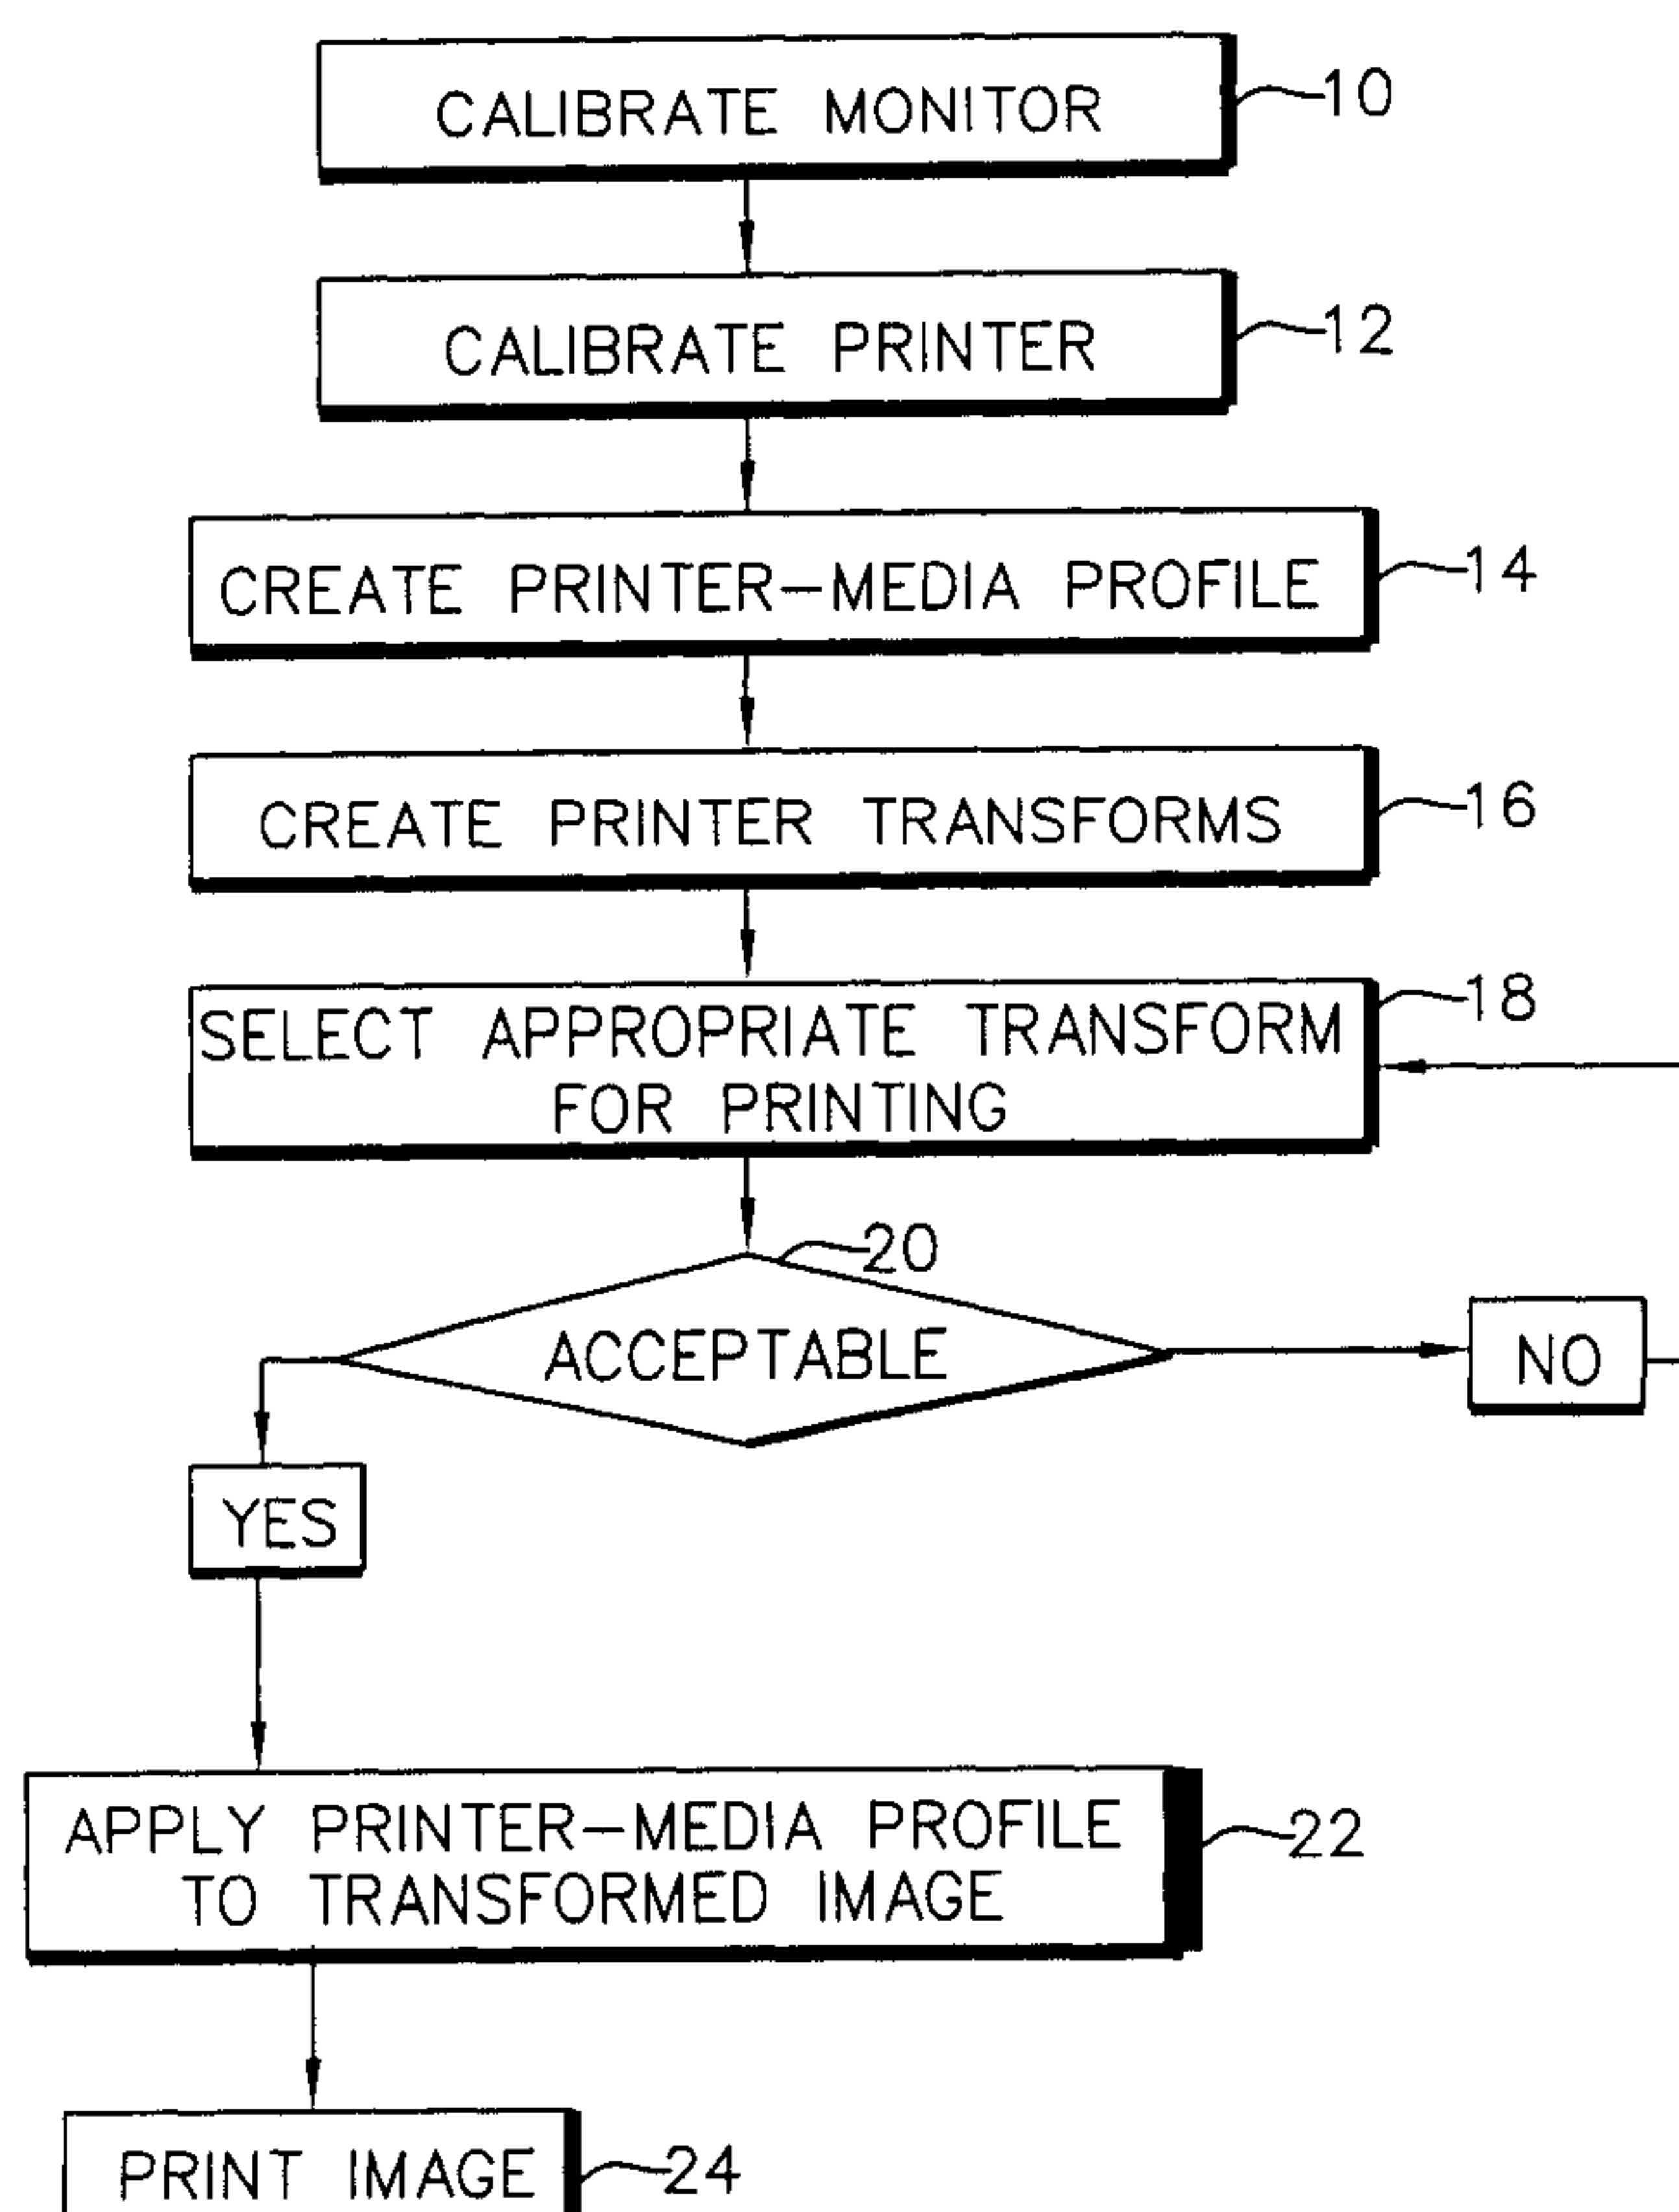 CALIBRATE MONITOR
10
CALIBRATE PRINTER
12
CREATE PRINTER-MEDIA PROFILE
14
CREATE PRINTER TRANSFORMS
16
SELECT APPROPRIATE TRANSFORM
FOR PRINTING
18
20
ACCEPTABLE
NO
YES
APPLY PRINTER-MEDIA PROFILE
TO TRANSFORMED IMAGE
22
PRINT IMAGE
24